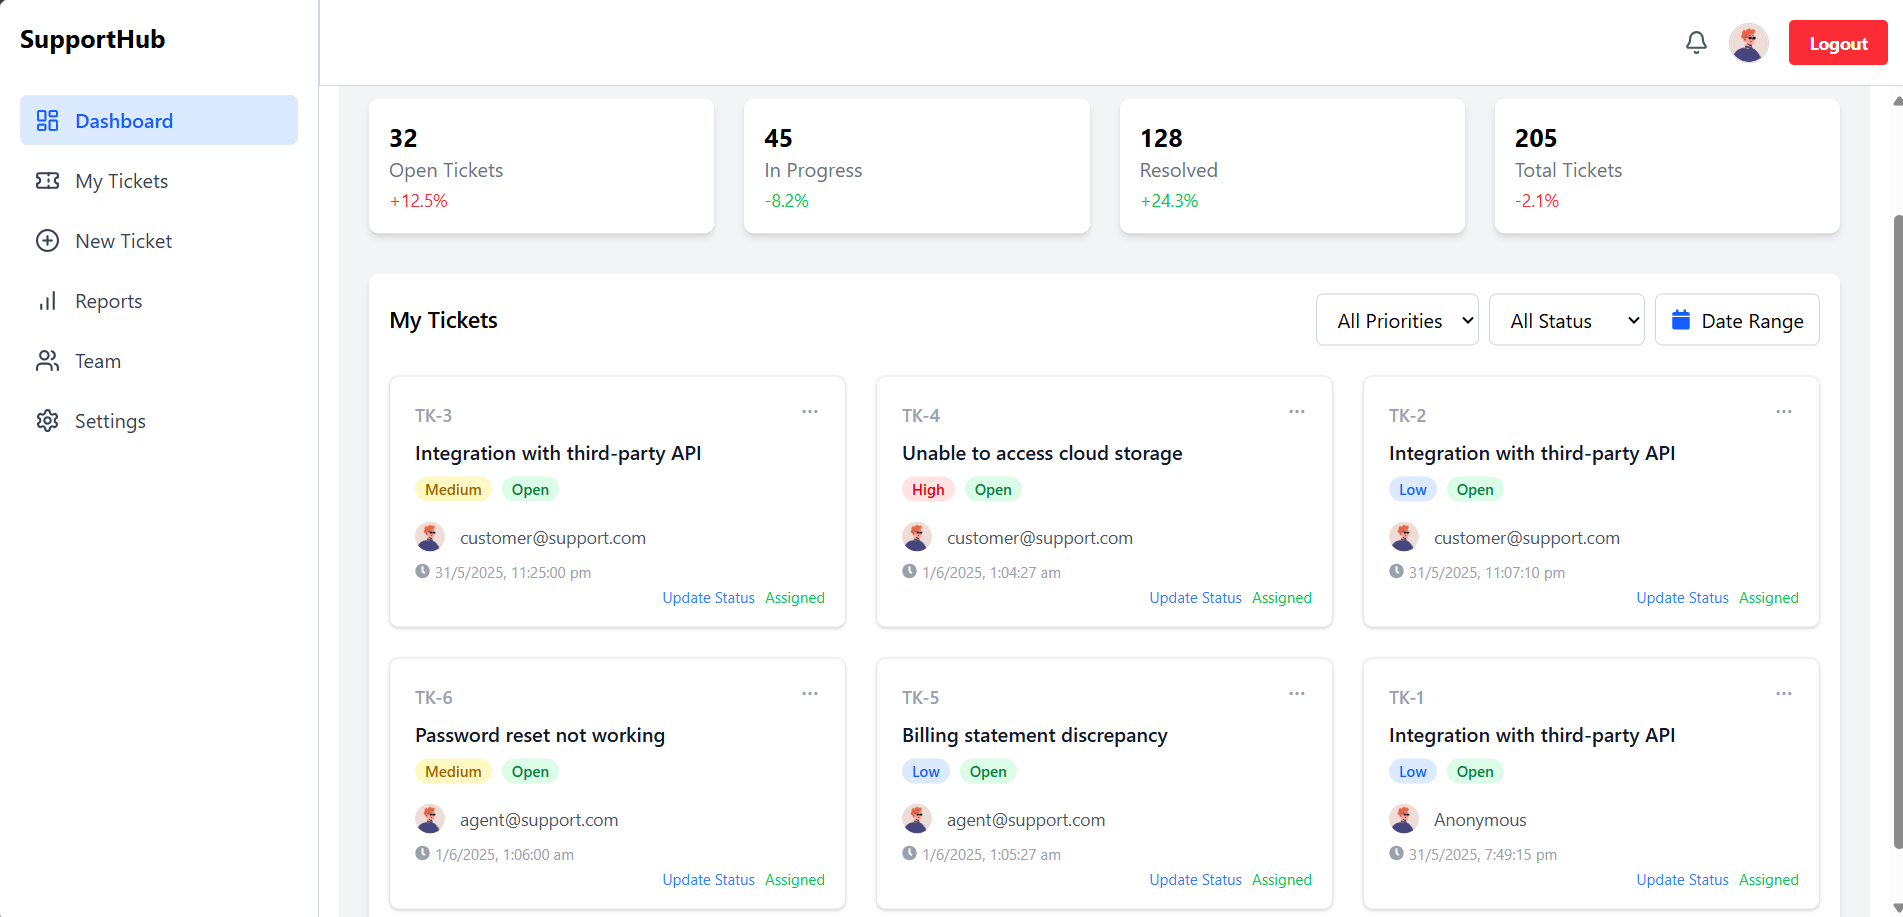 SupportHub
Logout
Dashboard
My Tickets
New Ticket
Reports
Team
Settings
32
Open Tickets
+12.5%
45
In Progress
-8.2%
128
Resolved
+24.3%
205
Total Tickets
-2.1%
My Tickets
All Priorities
All Status
Date Range
TK-3
Integration with third-party API
Medium Open
customer@support.com
31/5/2025, 11:25:00 pm
Update Status Assigned
TK-4
Unable to access cloud storage
High Open
customer@support.com
1/6/2025, 1:04:27 am
Update Status Assigned
TK-2
Integration with third-party API
Low Open
customer@support.com
31/5/2025, 11:07:10 pm
Update Status Assigned
TK-6
Password reset not working
Medium Open
agent@support.com
1/6/2025, 1:06:00 am
Update Status Assigned
TK-5
Billing statement discrepancy
Low Open
agent@support.com
1/6/2025, 1:05:27 am
Update Status Assigned
TK-1
Integration with third-party API
Low Open
Anonymous
31/5/2025, 7:49:15 pm
Update Status Assigned